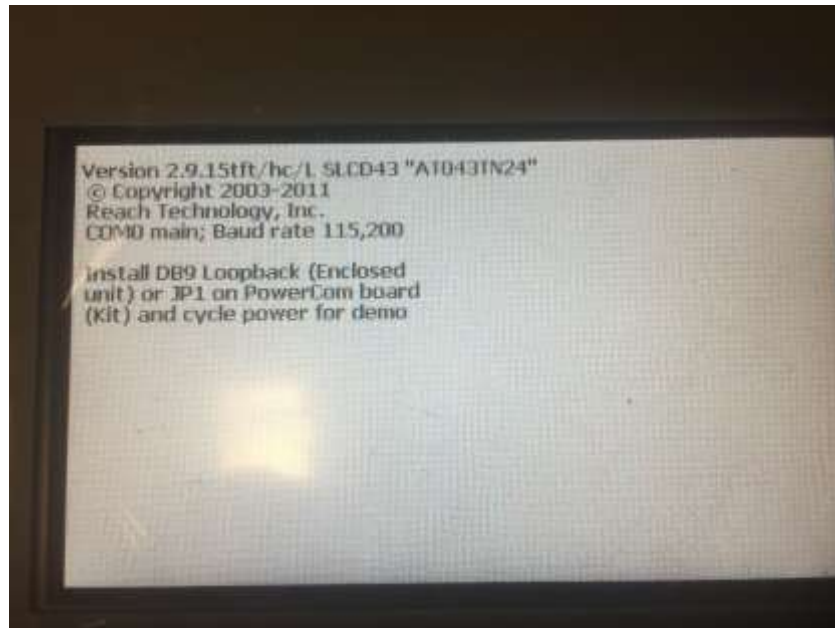 Version 2.9.15tft/hc/L SLCD43 "AT043TN24"
© Copyright 2003-2011
Reach Technology, Inc.
COM0 main; Baud rate 115,200
Install DB9 Loopback (Enclosed
unit) or JP1 on PowerCom board
(Kit) and cycle power for demo